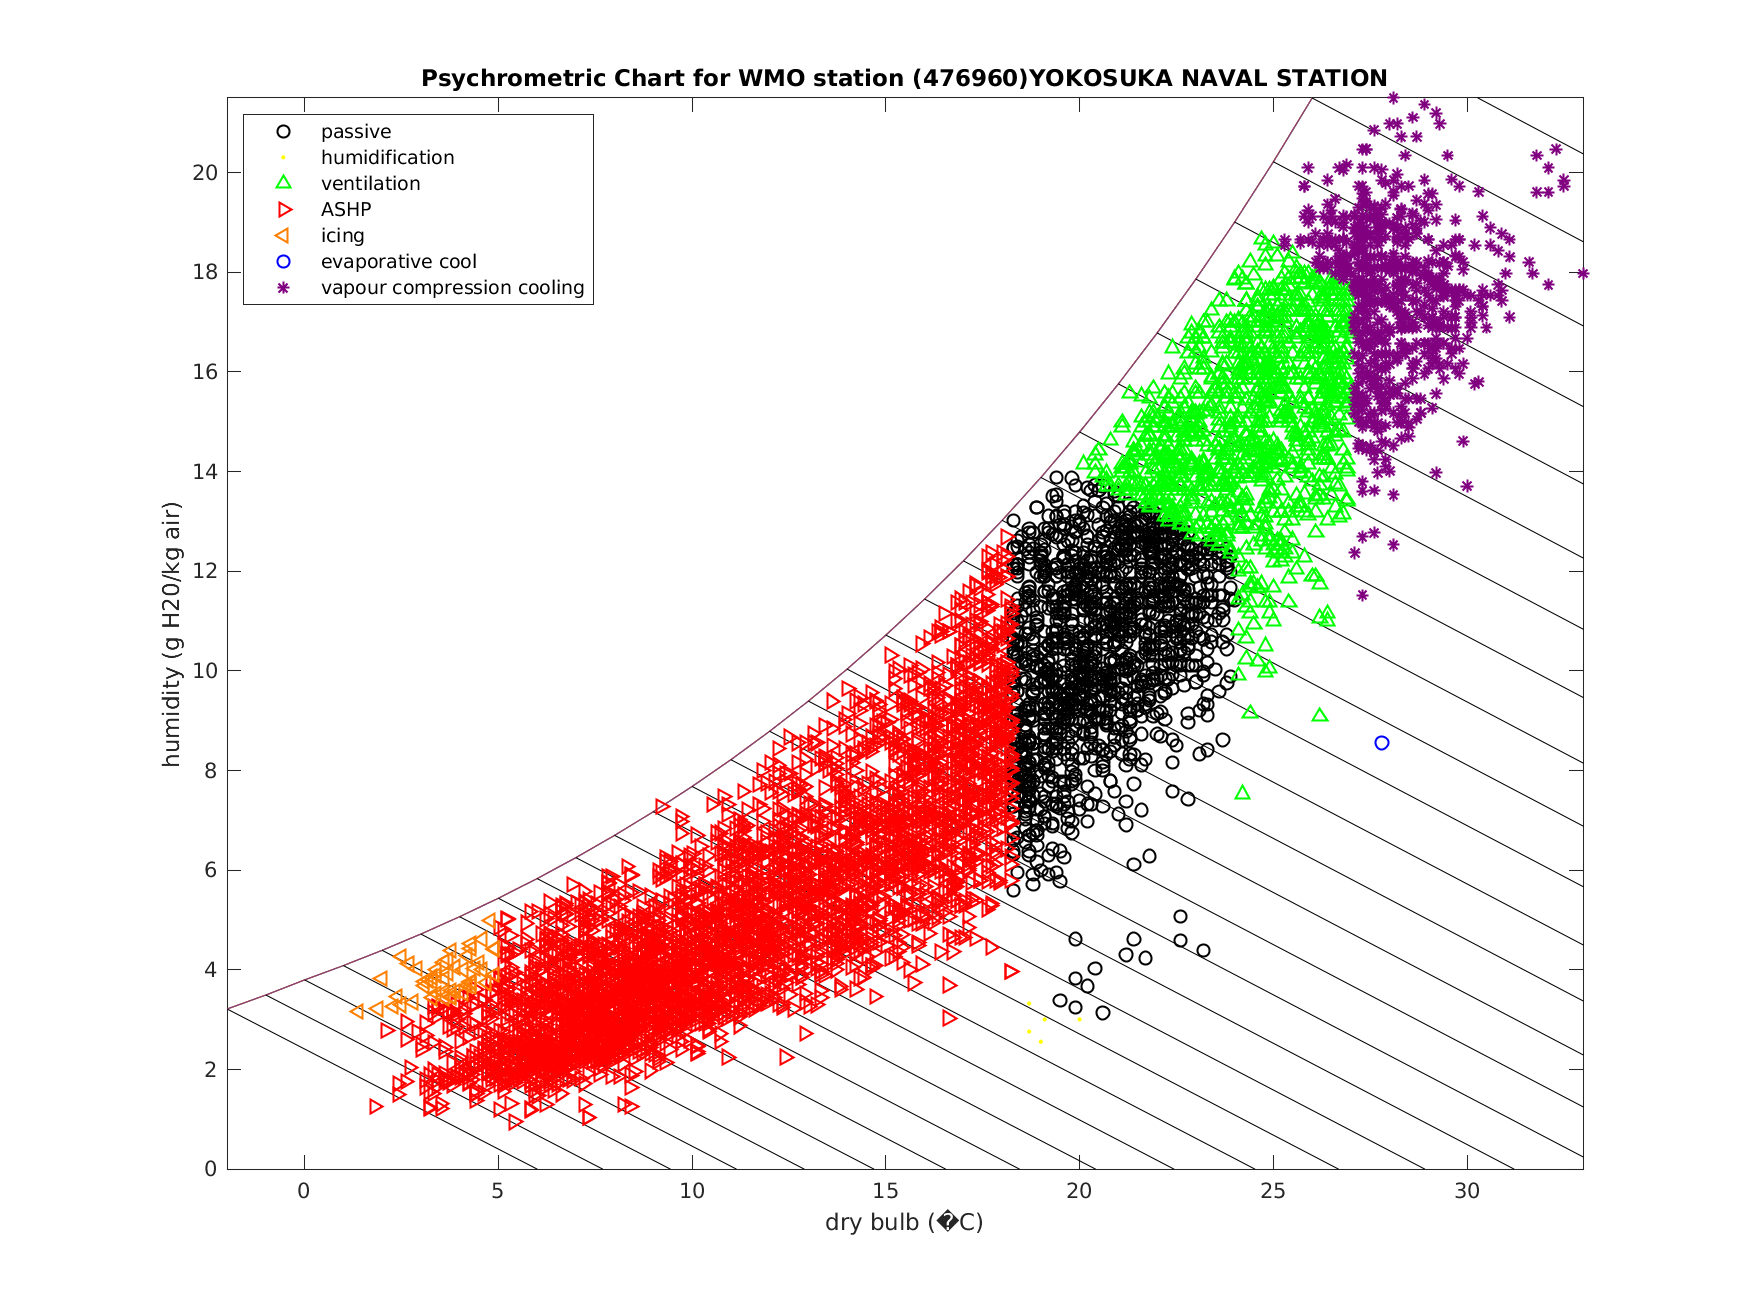 Psychrometric Chart for WMO station (476960)YOKOSUKA NAVAL STATION
passive
humidification
ventilation
ASHP
icing
evaporative cool
vapour compression cooling
humidity (g H20/kg air)
20
18
16
14
12
10
8
6
4
2
0
0 5 10 15 20 25 30
dry bulb (�C)